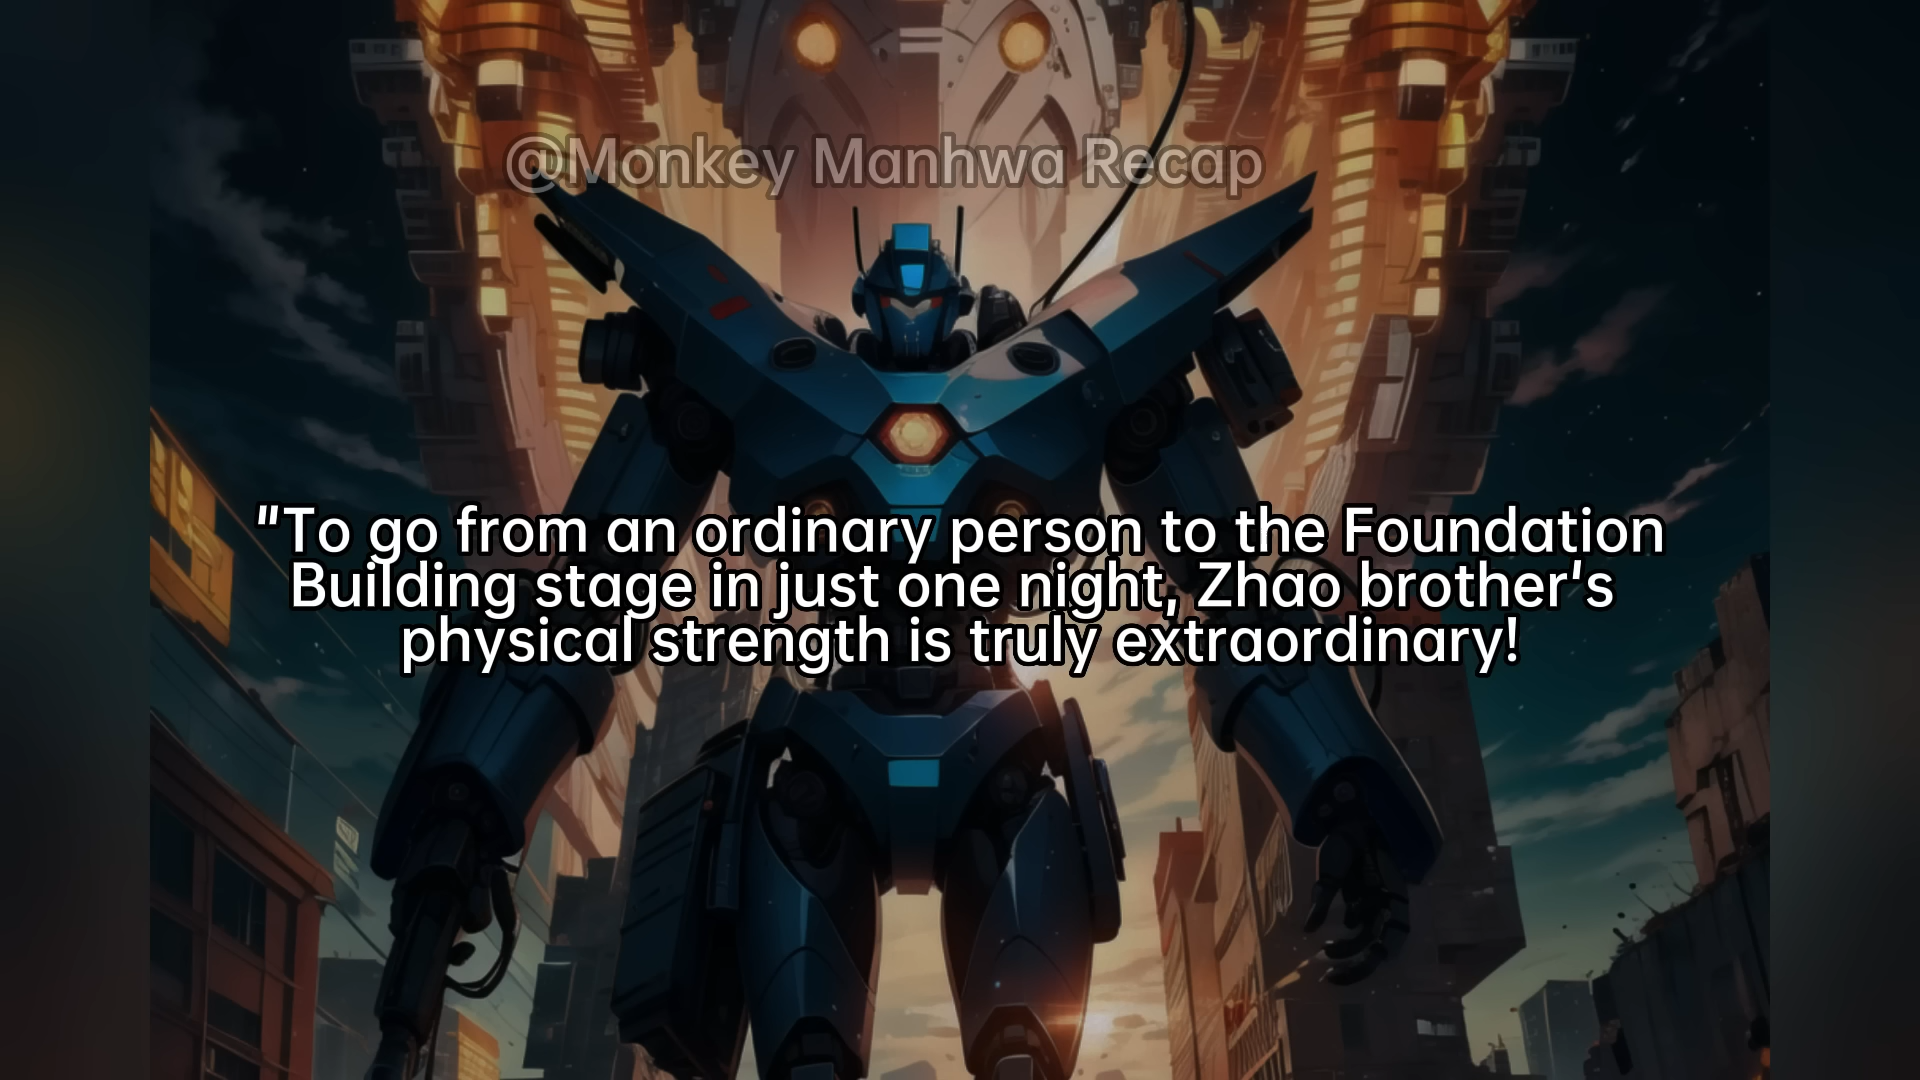 @Monkey Manhwa Recap
"To go from an ordinary person to the Foundation
Building stage in just one night, Zhao brother's
physical strength is truly extraordinary!